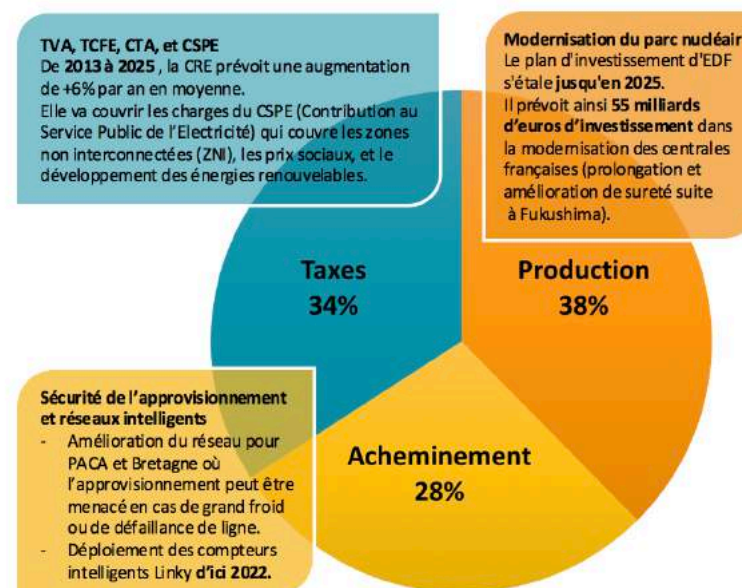 TVA, TCFE, CTA, et CSPE
De 2013 à 2025 , la CRE prévoit une augmentation
de +6% par an en moyenne.
Elle va couvrir les charges du CSPE (Contribution au
Service Public de l'Electricité) qui couvre les zones
non interconnectées (ZNI), les prix sociaux, et le
développement des énergies renouvelables.
Modernisation du parc nucléair
Le plan d'investissement d'EDF
s'étale jusqu'en 2025.
Il prévoit ainsi 55 milliards
d'euros d'investissement dans
la modernisation des centrales
françaises (prolongation et
amélioration de sureté suite
à Fukushima).
Taxes
34%
Production
38%
Sécurité de l'approvisionnement
et réseaux intelligents
- Amélioration du réseau pour
PACA et Bretagne où
l'approvisionnement peut être
menacé en cas de grand froid
ou de défaillance de ligne.
- Déploiement des compteurs
intelligents Linky d'ici 2022.
Acheminement
28%